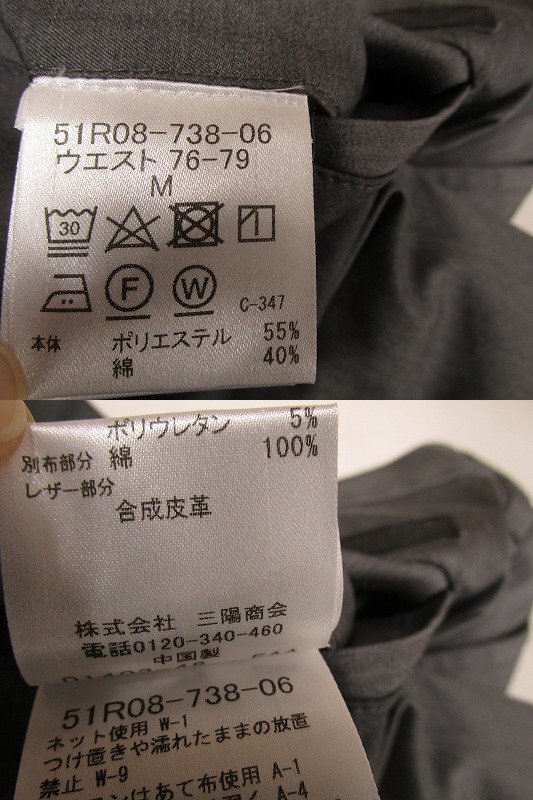 51R08-738-06
ウエスト 76-79
M
30
F
W
C-347
本体 ポリエステル 55%
綿 40%
ポリウレタン 5%
別布部分 綿 100%
レザー部分
合成皮革
株式会社 三陽商会
電話0120-340-460
中国製
51R08-738-06
ネット使用 W-1
つけ置きや濡れたままの放置
禁止 W-9
はあて布使用 A-1
A-4